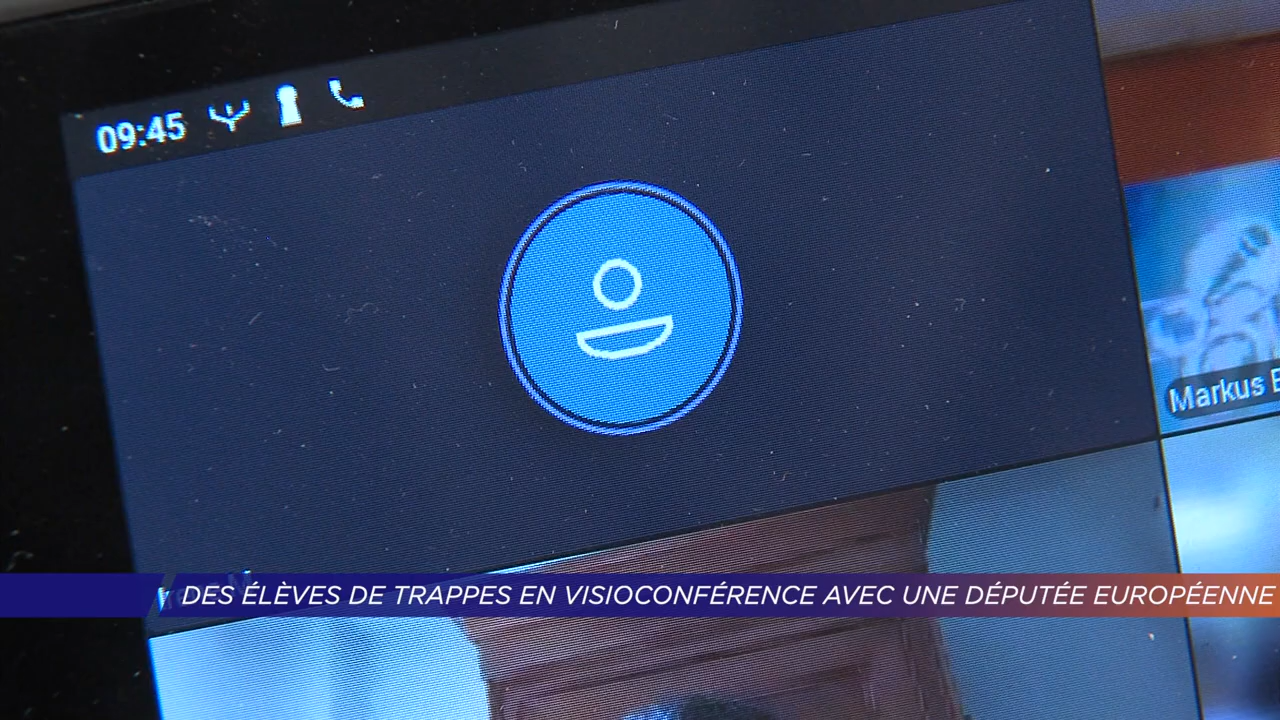 09:45
Markus
DES ÉLÈVES DE TRAPPES EN VISIOCONFÉRENCE AVEC UNE DÉPUTÉE EUROPÉENNE